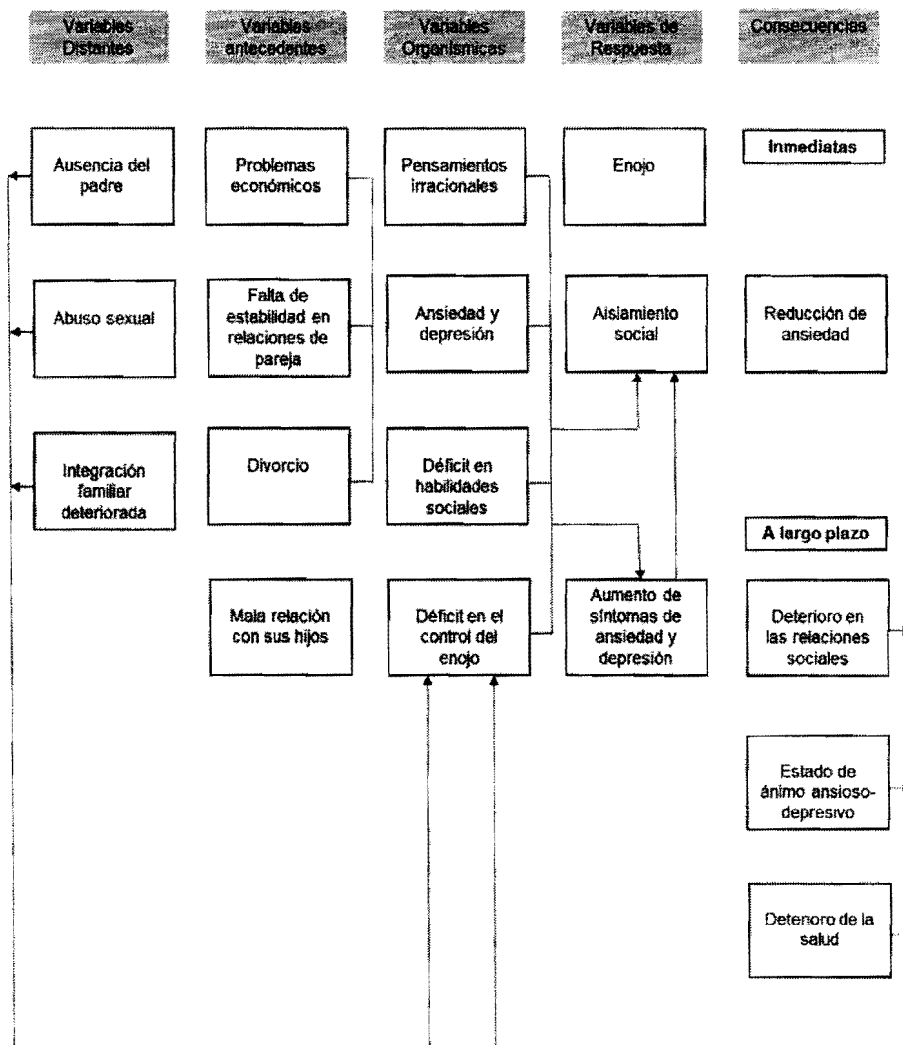 Variables
Distantes
Variables
antecedentes
Variables
Organísmicas
Variables de
Respuesta
Consecuencias
Ausencia del
padre
Problemas
económicos
Pensamientos
irracionales
Enojo
Inmediatas
Abuso sexual
Falta de
estabilidad en
relaciones de
pareja
Ansiedad y
depresión
Aislamiento
social
Reducción de
ansiedad
Integración
familiar
deteriorada
Divorcio
Déficit en
habilidades
sociales
A largo plazo
Mala relación
con sus hijos
Déficit en el
control del
enojo
Aumento de
síntomas de
ansiedad y
depresión
Deterioro en
las relaciones
sociales
Estado de
ánimo ansioso-
depresivo
Deterioro de la
salud